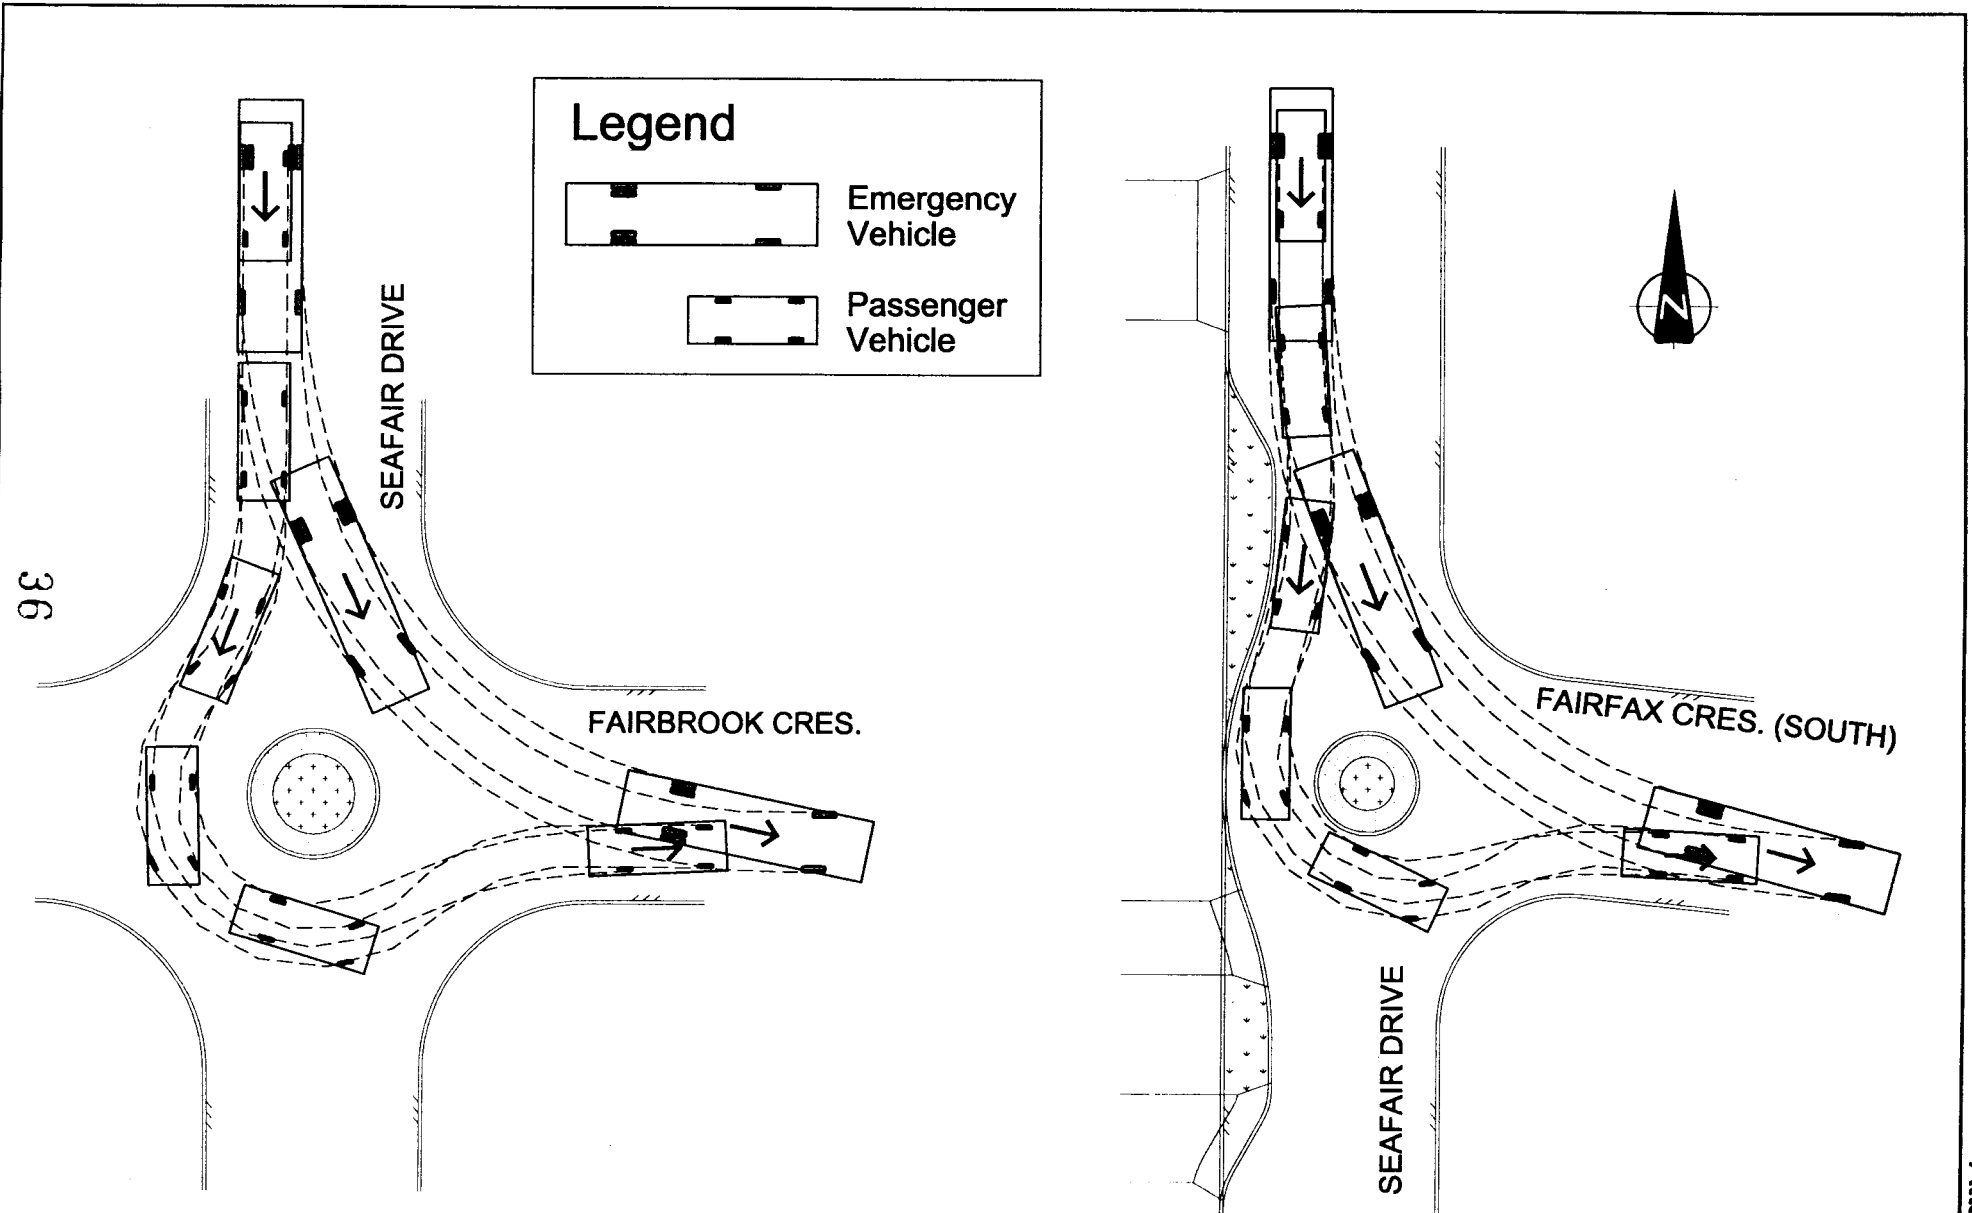 Legend
Emergency
Vehicle
Passenger
Vehicle
SEAFAIR DRIVE
FAIRBROOK CRES.
N
FAIRFAX CRES. (SOUTH)
SEAFAIR DRIVE
36